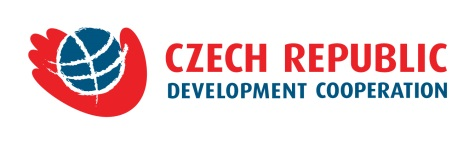 CZECH REPUBLIC
DEVELOPMENT COOPERATION